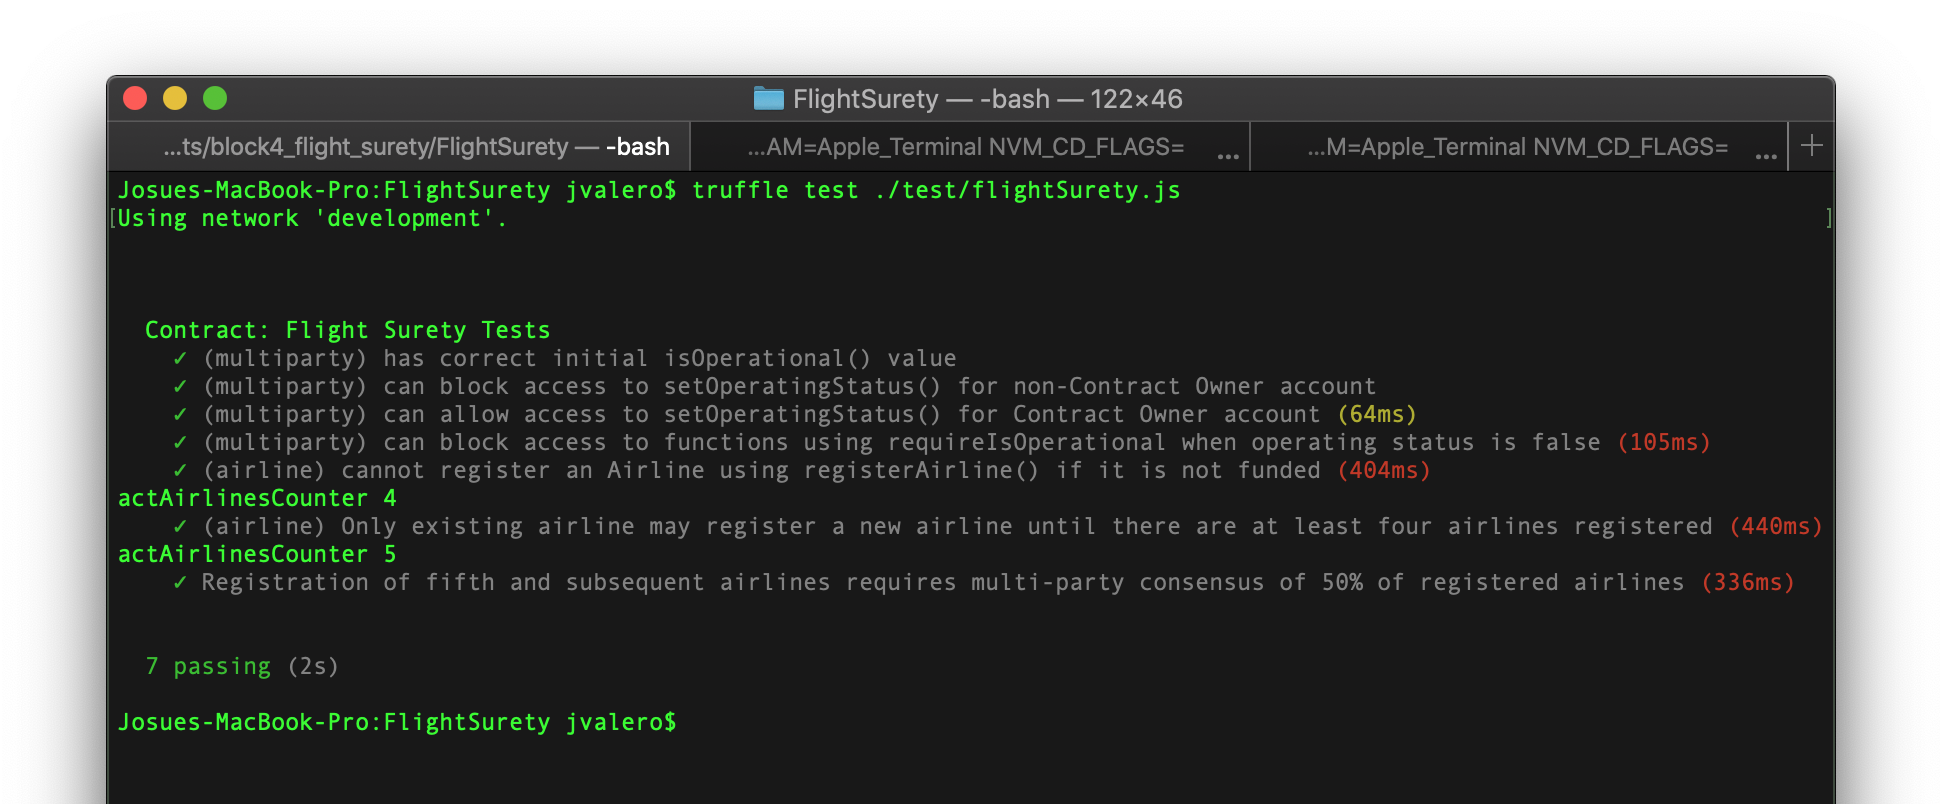 FlightSurety — -bash — 122×46
...ts/block4_flight_surety/FlightSurety — -bash
...AM=Apple_Terminal NVM_CD_FLAGS= ...
...M=Apple_Terminal NVM_CD_FLAGS= ...
Josues-MacBook-Pro:FlightSurety jvalero$ truffle test ./test/flightSurety.js
[Using network 'development'. ]
Contract: Flight Surety Tests
✓ (multiparty) has correct initial isOperational() value
✓ (multiparty) can block access to setOperatingStatus() for non-Contract Owner account
✓ (multiparty) can allow access to setOperatingStatus() for Contract Owner account (64ms)
✓ (multiparty) can block access to functions using requireIsOperational when operating status is false (105ms)
✓ (airline) cannot register an Airline using registerAirline() if it is not funded (404ms)
actAirlinesCounter 4
✓ (airline) Only existing airline may register a new airline until there are at least four airlines registered (440ms)
actAirlinesCounter 5
✓ Registration of fifth and subsequent airlines requires multi-party consensus of 50% of registered airlines (336ms)
7 passing (2s)
Josues-MacBook-Pro:FlightSurety jvalero$